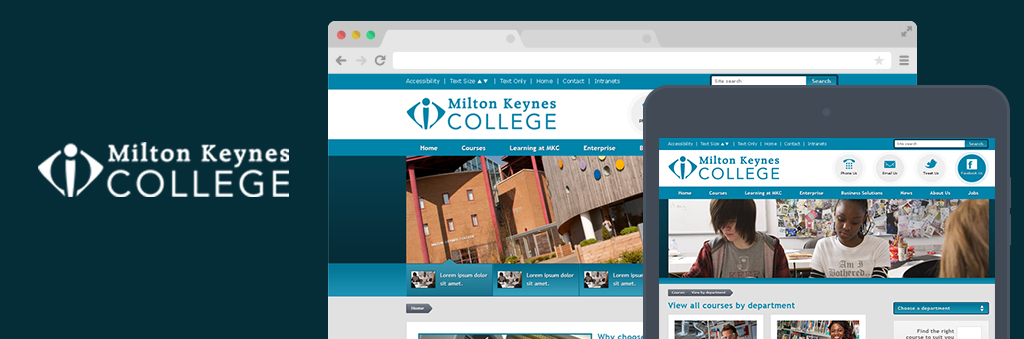 Milton Keynes
COLLEGE
Accessibility | Text Size ▲▼ | Text Only | Home | Contact | Intranets
Site search
Search
Milton Keynes
COLLEGE
Home Courses Learning at MKC Enterprise B
Lorem ipsum dolor
sit amet.
Lorem ipsum dolor
sit amet.
Lorem ipsum
sit amet.
Home
Why choos
Accessibility | Text Size ▲▼ | Text Only | Home | Contact | Intranets
Site search
Search
Milton Keynes
COLLEGE
Phone Us
Email Us
Tweet Us
Facebook Us
Home Courses Learning at MKC Enterprise Business Solutions News About Us Jobs
Am I
Bothered..
Courses View by department
View all courses by department
Choose a department
Find the right
course to suit you